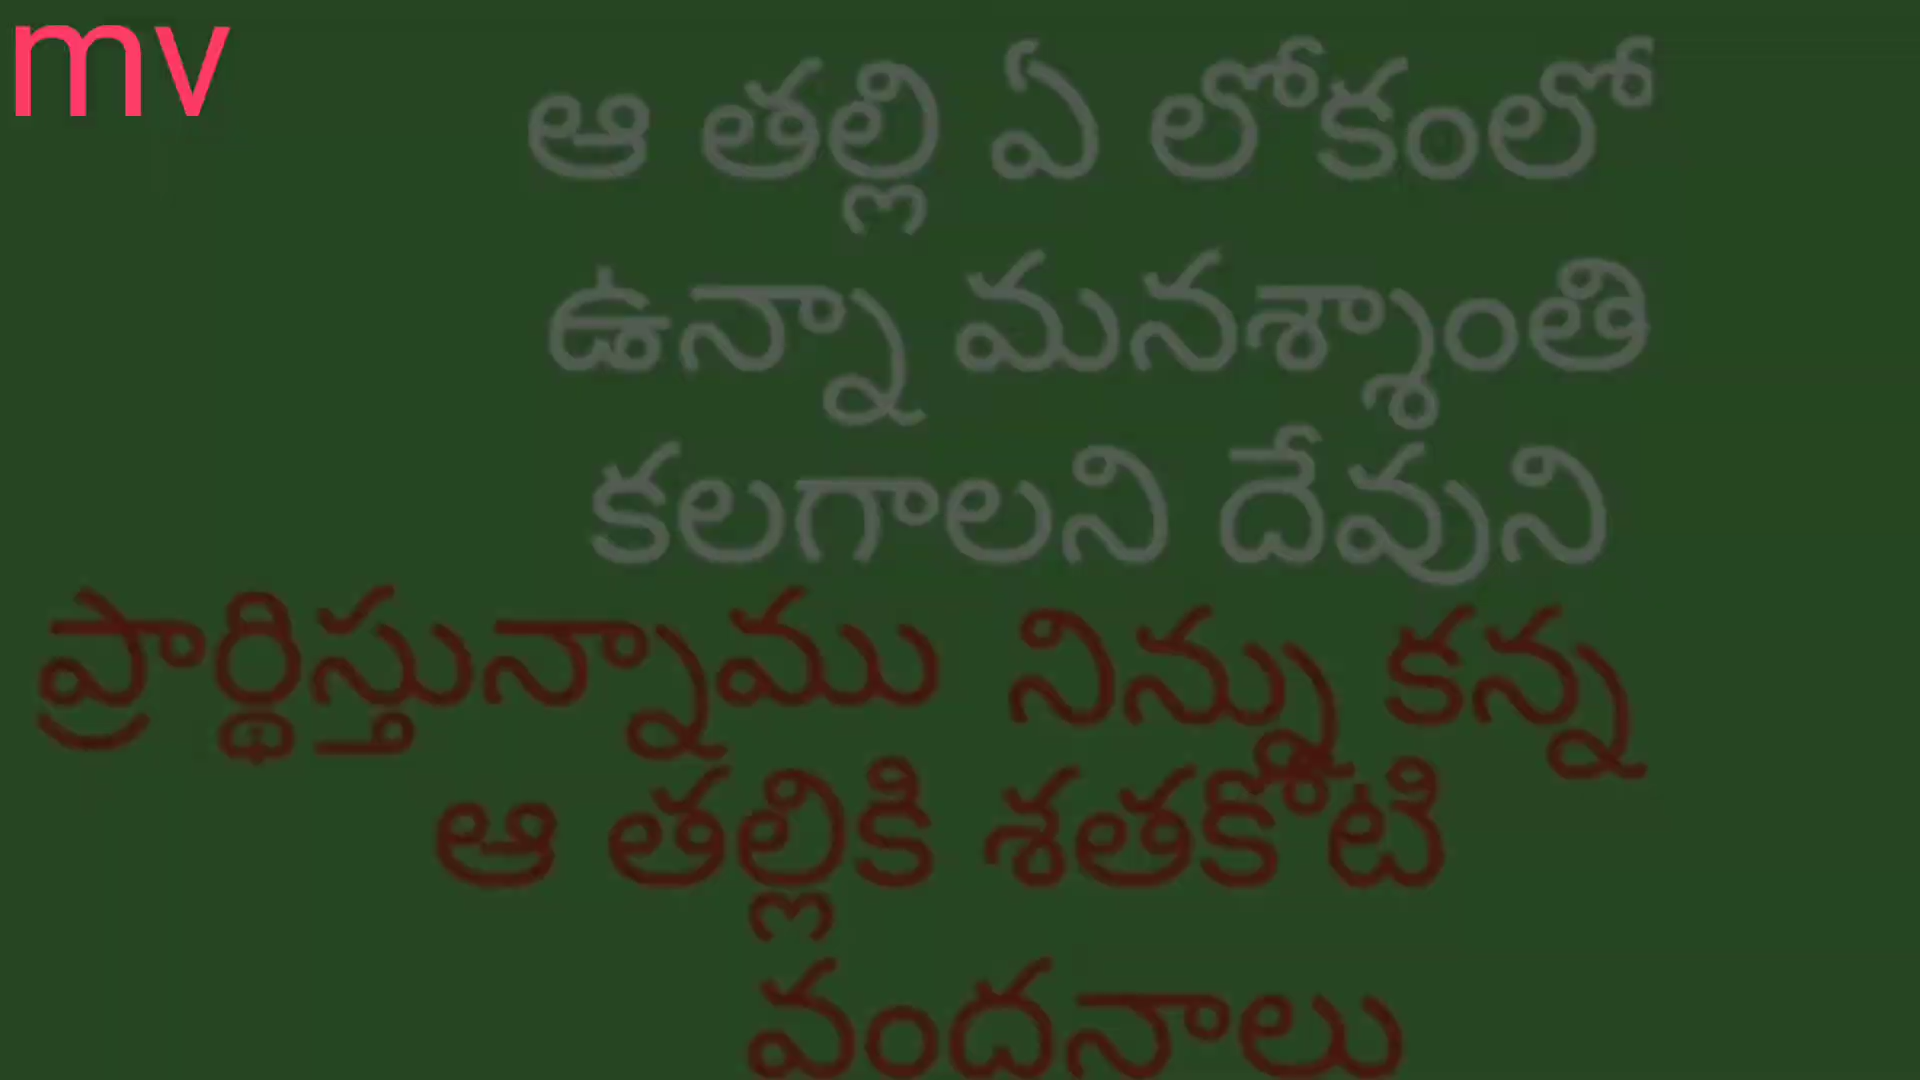 mv
ఆ తల్లి ఏ లోకంలో
ఉన్నా మనశ్శాంతి
కలగాలని దేవుని
ప్రార్థిస్తున్నాము నిన్ను కన్న
ఆ తల్లికి శతకోటి
వందనాలు